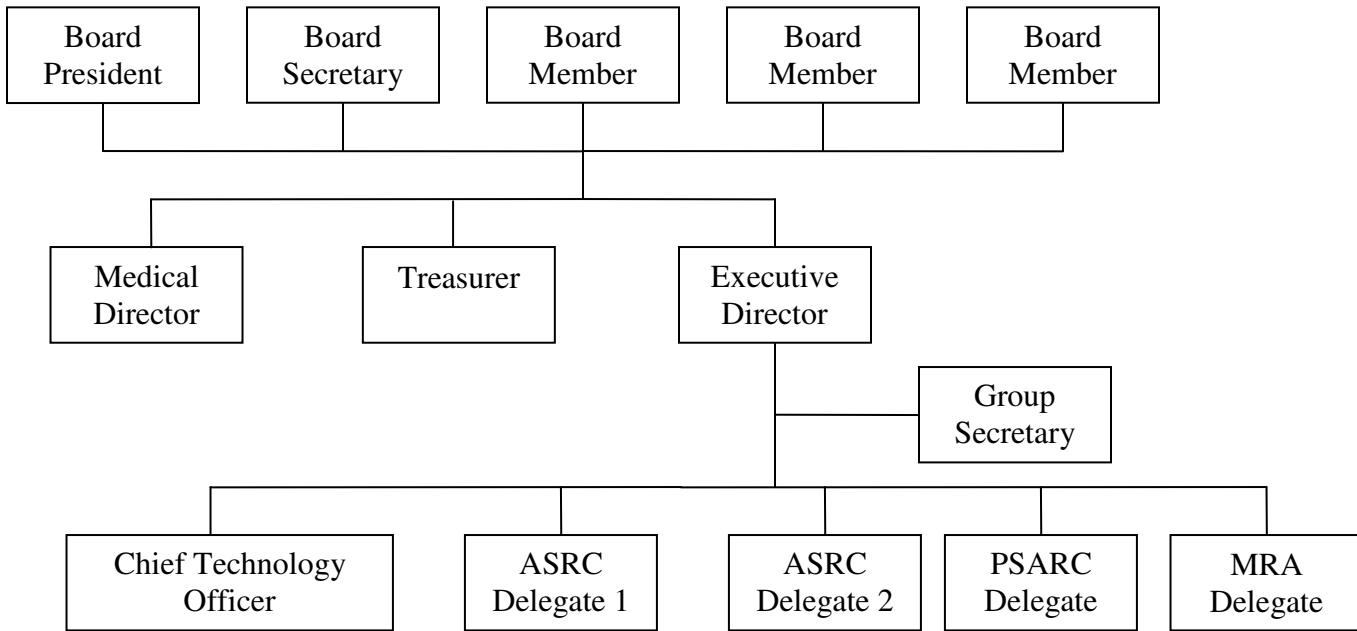 Board
President
Board
Secretary
Board
Member
Board
Member
Board
Member
Medical
Director
Treasurer
Executive
Director
Group
Secretary
Chief Technology
Officer
ASRC
Delegate 1
ASRC
Delegate 2
PSARC
Delegate
MRA
Delegate